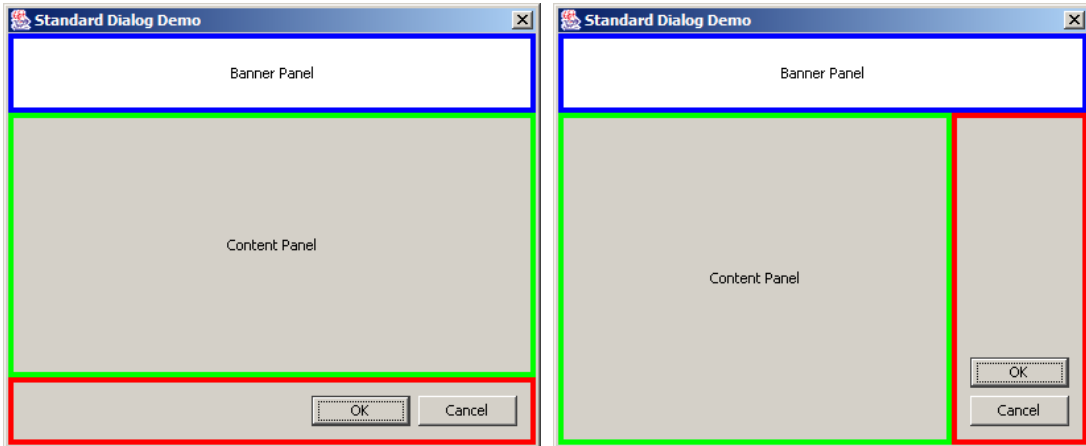 Standard Dialog Demo
Banner Panel
Content Panel
OK Cancel
Standard Dialog Demo
Banner Panel
Content Panel
OK
Cancel